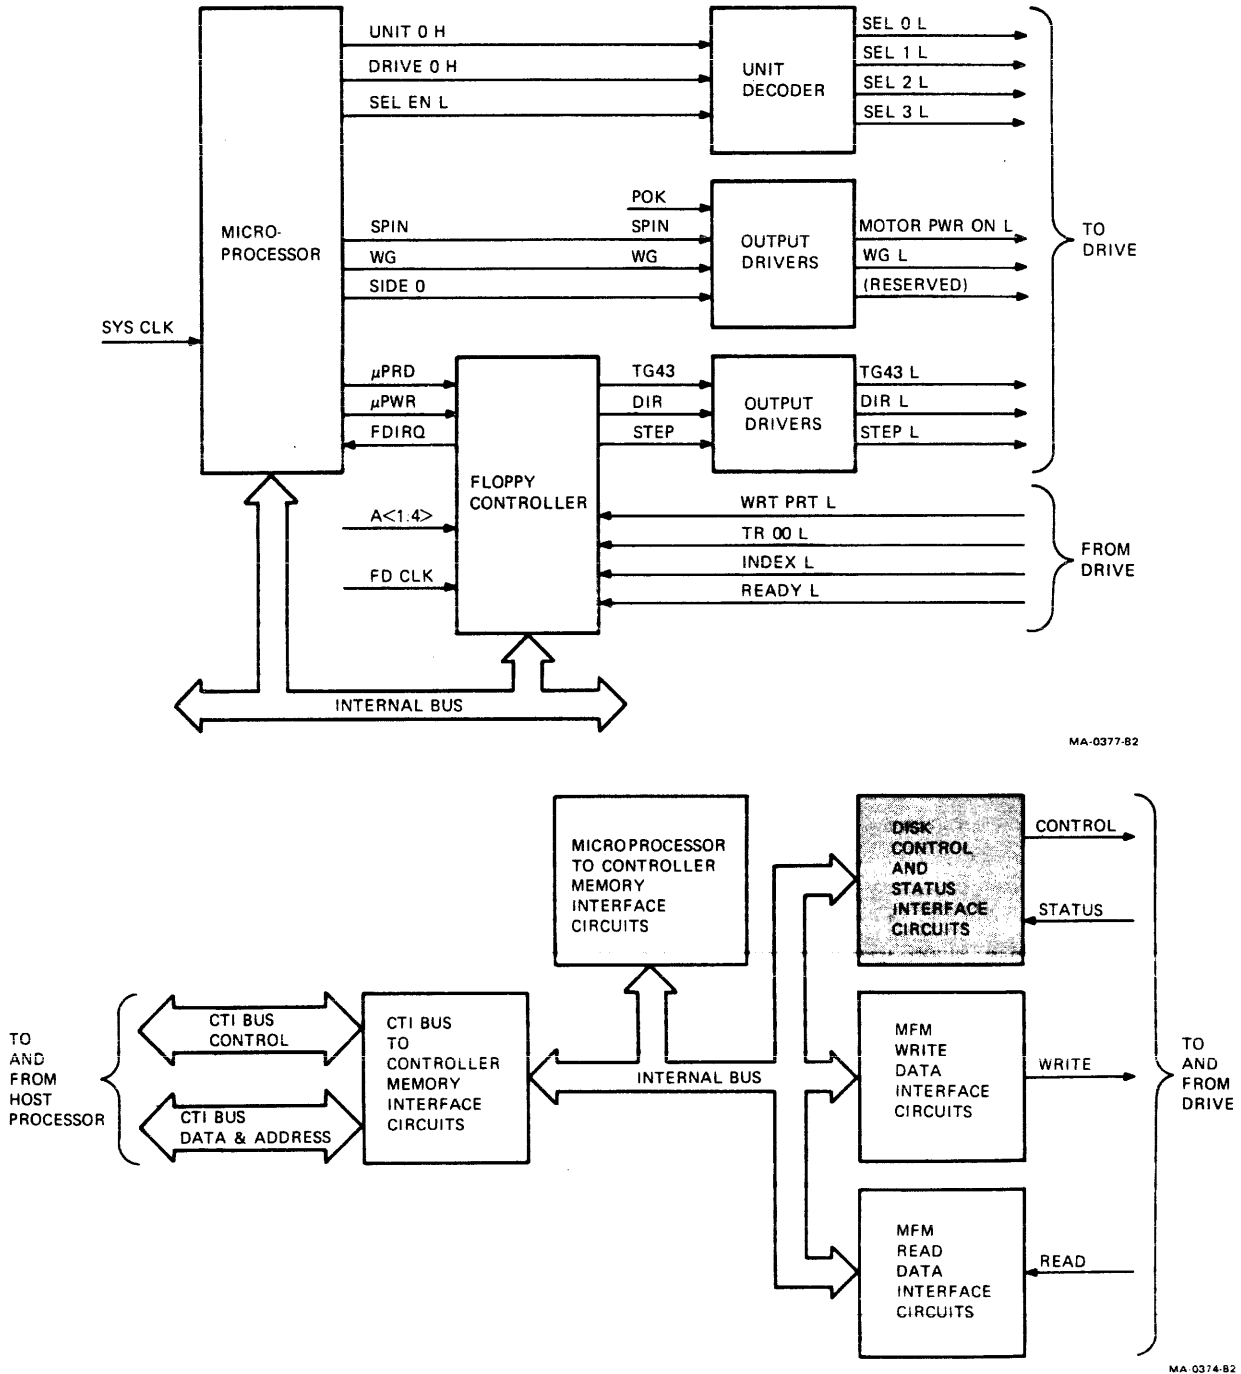 UNIT 0 H
DRIVE 0 H
SEL EN L
UNIT
DECODER
SEL 0 L
SEL 1 L
SEL 2 L
SEL 3 L
MICRO-
PROCESSOR
SPIN
WG
SIDE 0
POK
SPIN
WG
OUTPUT
DRIVERS
MOTOR PWR ON L
WG L
(RESERVED)
TO
DRIVE
SYS CLK
μPRD
μPWR
FDIRQ
A<1:4>
FD CLK
FLOPPY
CONTROLLER
TG43
DIR
STEP
OUTPUT
DRIVERS
TG43 L
DIR L
STEP L
WRT PRT L
TR 00 L
INDEX L
READY L
FROM
DRIVE
INTERNAL BUS
MA-0377-82
MICROPROCESSOR
TO CONTROLLER
MEMORY
INTERFACE
CIRCUITS
DISK
CONTROL
AND
STATUS
INTERFACE
CIRCUITS
CONTROL
STATUS
TO
AND
FROM
HOST
PROCESSOR
CTI BUS
CONTROL
CTI BUS
DATA & ADDRESS
CTI BUS
TO
CONTROLLER
MEMORY
INTERFACE
CIRCUITS
INTERNAL BUS
MFM
WRITE
DATA
INTERFACE
CIRCUITS
WRITE
TO
AND
FROM
DRIVE
MFM
READ
DATA
INTERFACE
CIRCUITS
READ
MA-0374-82